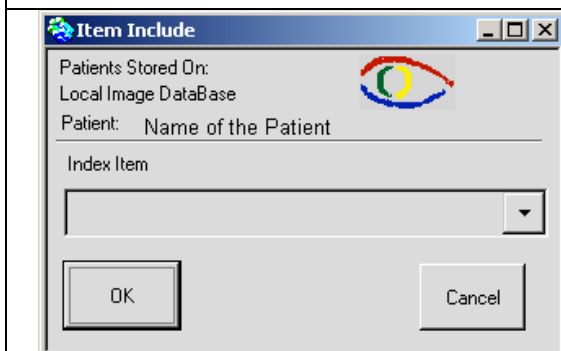 Item Include
Patients Stored On:
Local Image DataBase
Patient: Name of the Patient
Index Item
OK
Cancel